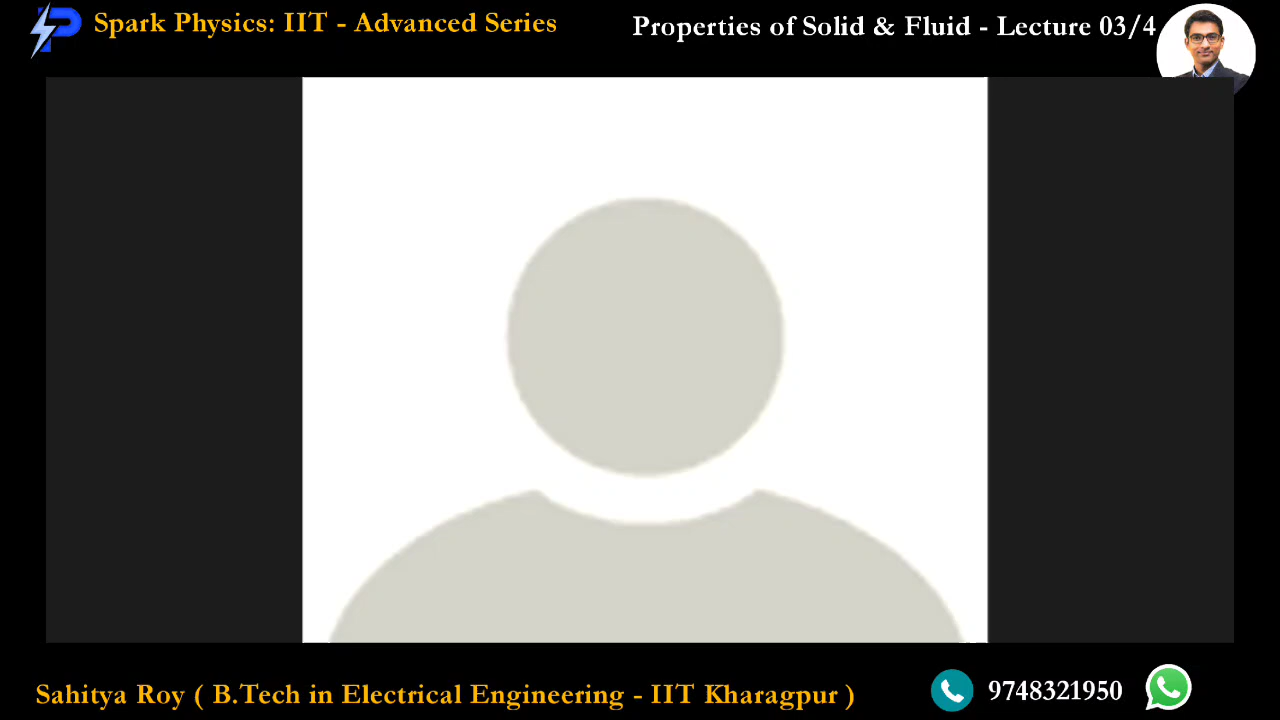 Spark Physics: IIT - Advanced Series
Properties of Solid & Fluid - Lecture 03/4
Sahitya Roy ( B.Tech in Electrical Engineering - IIT Kharagpur )
9748321950